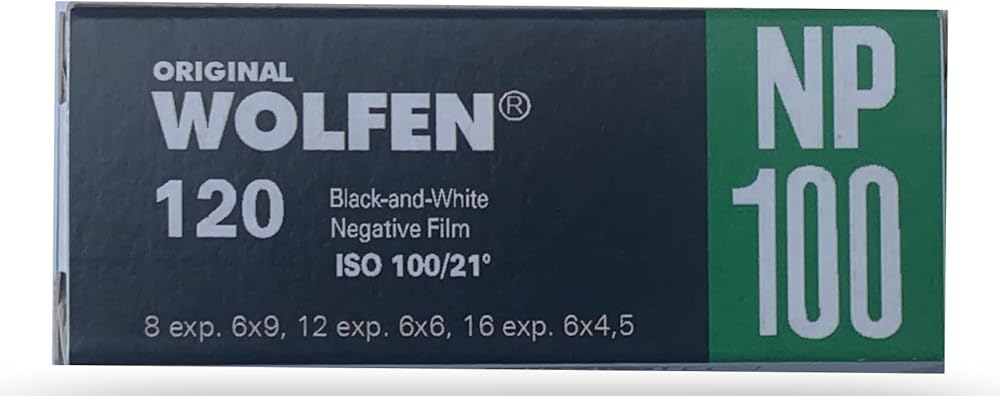 ORIGINAL
WOLFEN®
120
Black-and-White
Negative Film
ISO 100/21°
8 exp. 6x9, 12 exp. 6x6, 16 exp. 6x4,5
NP
100